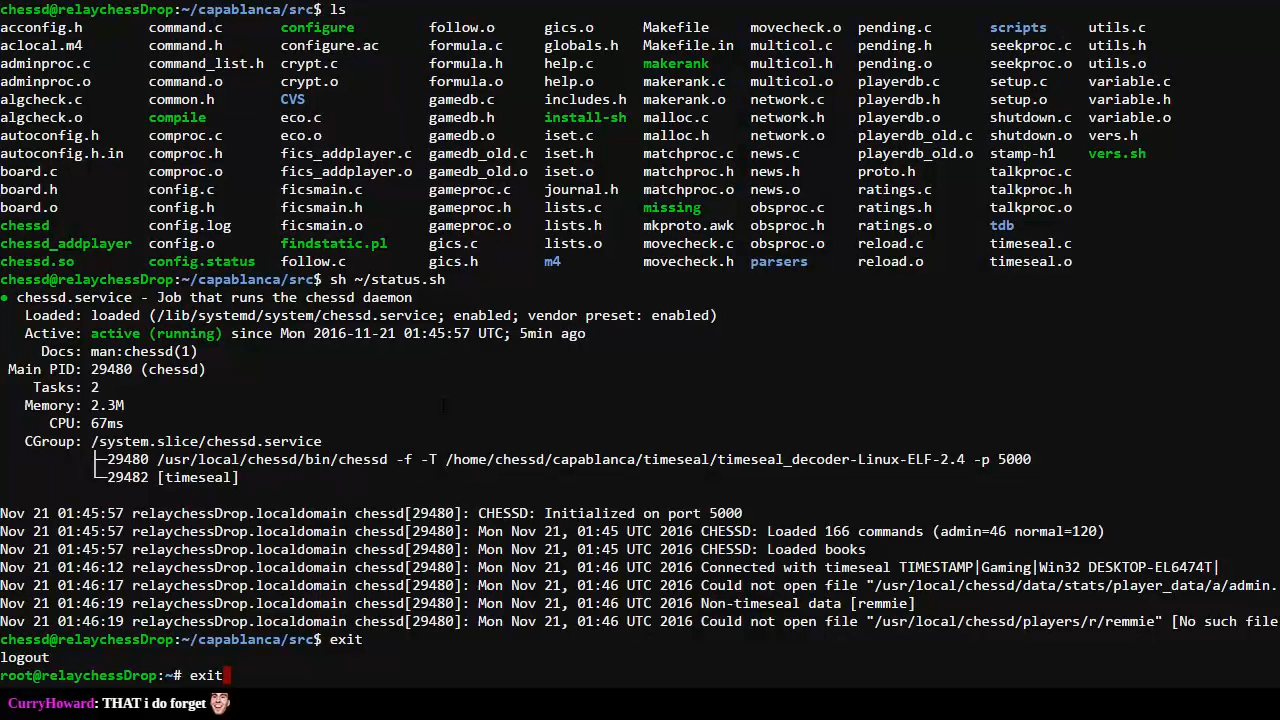 chessd@relaychessDrop:~/capablanca/src$ ls
acconfig.h command.c configure follow.o gics.o Makefile movecheck.o pending.c scripts utils.c
aclocal.m4 command_list.h configure.ac formula.c globals.h Makefile.in multicol.c pending.h seekproc.c utils.h
adminproc.c command_list.h crypt.c formula.h help.c makerank multicol.h pending.o seekproc.h utils.o
adminproc.o command.o crypt.o formula.o help.o makerank.c multicol.o playerdb.c setup.c variable.c
algcheck.c common.h CVS gamedb.c includes.h makerank.o network.c playerdb.h setup.o variable.h
algcheck.o compile eco.c gamedb.h install-sh malloc.c network.h playerdb.o shutdown.c variable.o
autoconfig.h comproc.c eco.o gamedb.o iset.c malloc.h network.o playerdb_old.c shutdown.o vers.h
autoconfig.h.in comproc.h fics_addplayer.c gamedb_old.c iset.h matchproc.c news.c playerdb_old.o stamp-h1 vers.sh
board.c comproc.o fics_addplayer.o gamedb_old.o iset.o matchproc.h news.h proto.h talkproc.c
board.h config.c ficsmain.c gameproc.c journal.h matchproc.o news.o ratings.c talkproc.h
board.o config.h ficsmain.h gameproc.h lists.c missing obsproc.c ratings.h talkproc.o
chessd config.log ficsmain.o gameproc.o lists.h mkproto.awk obsproc.h ratings.o tdb
chessd_addplayer config.o findstatic.pl gics.c lists.o movecheck.c obsproc.o reload.c timeseal.c
chessd.so config.status follow.c gics.h m4 movecheck.h parsers reload.o timeseal.o
chessd@relaychessDrop:~/capablanca/src$ sh ~/status.sh
● chessd.service - Job that runs the chessd daemon
Loaded: loaded (/lib/systemd/system/chessd.service; enabled; vendor preset: enabled)
Active: active (running) since Mon 2016-11-21 01:45:57 UTC; 5min ago
Docs: man:chessd(1)
Main PID: 29480 (chessd)
Tasks: 2
Memory: 2.3M
CPU: 67ms
CGroup: /system.slice/chessd.service
├─29480 /usr/local/chessd/bin/chessd -f -T /home/chessd/capablanca/timeseal/timeseal_decoder-Linux-ELF-2.4 -p 5000
└─29482 [timeseal]
Nov 21 01:45:57 relaychessDrop.localdomain chessd[29480]: CHESSD: Initialized on port 5000
Nov 21 01:45:57 relaychessDrop.localdomain chessd[29480]: Mon Nov 21, 01:45 UTC 2016 CHESSD: Loaded 166 commands (admin=46 normal=120)
Nov 21 01:45:57 relaychessDrop.localdomain chessd[29480]: Mon Nov 21, 01:45 UTC 2016 CHESSD: Loaded books
Nov 21 01:46:12 relaychessDrop.localdomain chessd[29480]: Mon Nov 21, 01:46 UTC 2016 Connected with timeseal TIMESTAMP|Gaming|Win32 DESKTOP-EL6474T|
Nov 21 01:46:17 relaychessDrop.localdomain chessd[29480]: Mon Nov 21, 01:46 UTC 2016 Could not open file "/usr/local/chessd/data/stats/player_data/a/admin.
Nov 21 01:46:19 relaychessDrop.localdomain chessd[29480]: Mon Nov 21, 01:46 UTC 2016 Non-timeseal data [remmie]
Nov 21 01:46:19 relaychessDrop.localdomain chessd[29480]: Mon Nov 21, 01:46 UTC 2016 Could not open file "/usr/local/chessd/players/r/remmie" [No such file
chessd@relaychessDrop:~/capablanca/src$ exit
logout
root@relaychessDrop:~# exit
CurryHoward: THAT i do forget